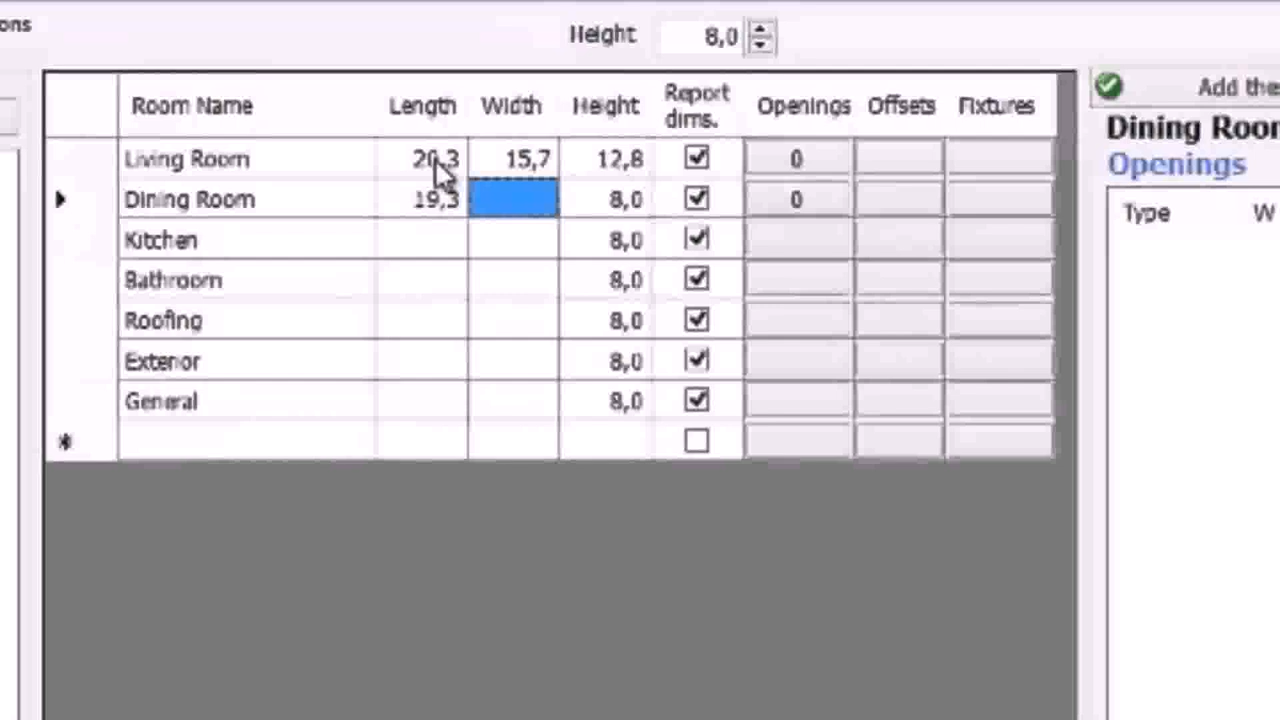 ons
Height 8,0
Room Name Length Width Height Report dims. Openings Offsets Fixtures
Living Room 20,3 15,7 12,8 0
Dining Room 19,3 8,0 0
Kitchen 8,0
Bathroom 8,0
Roofing 8,0
Exterior 8,0
General 8,0
Add the
Dining Roor
Openings
Type W